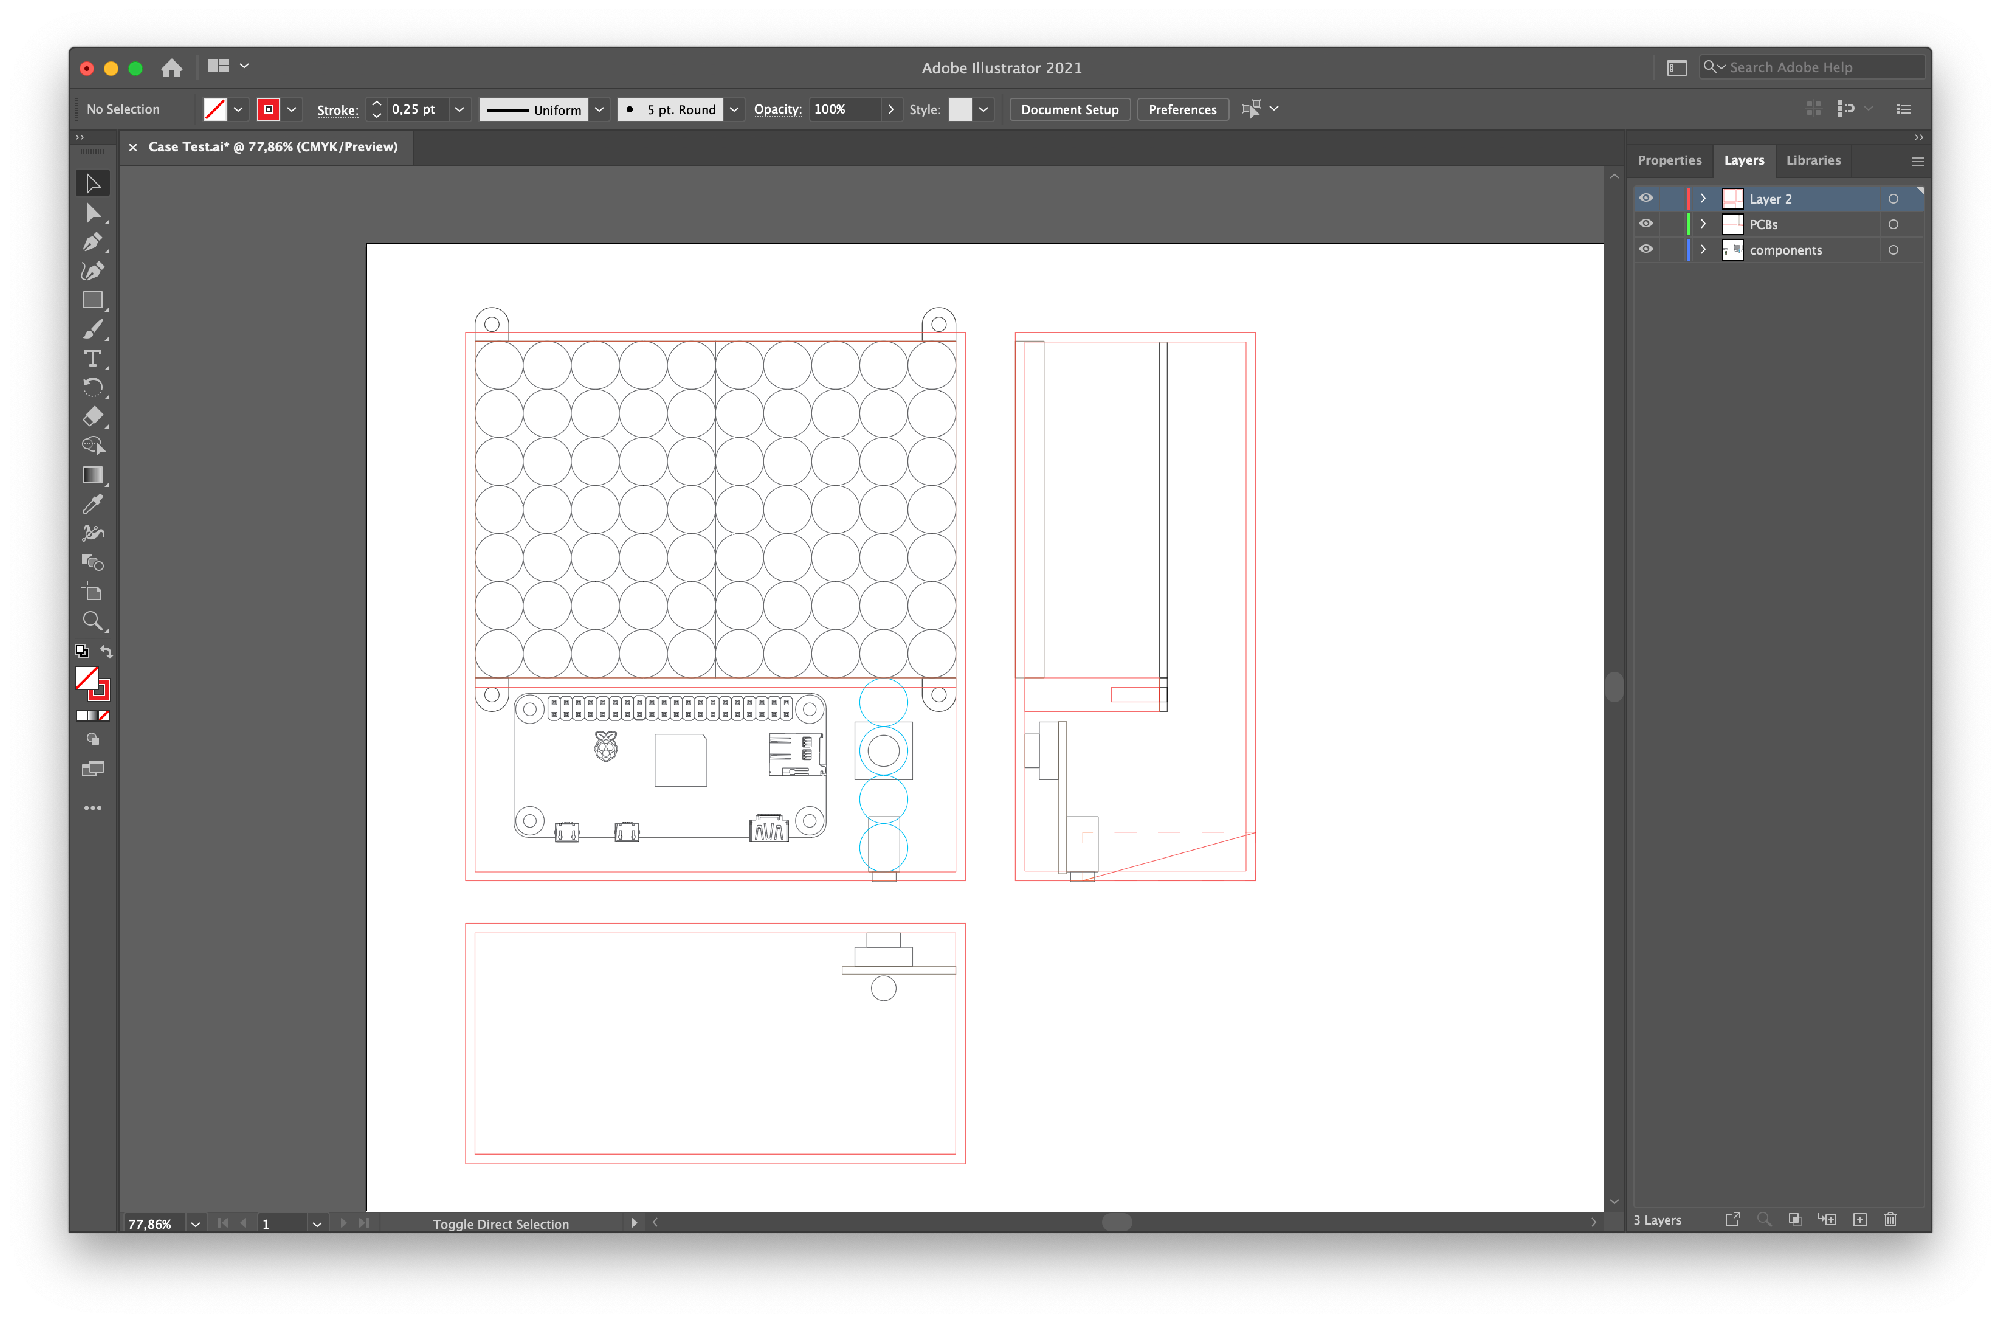 Adobe Illustrator 2021
Search Adobe Help
No Selection
Stroke:
0,25 pt
Uniform
5 pt. Round
Opacity:
100%
Style:
Document Setup
Preferences
Case Test.ai* @ 77,86% (CMYK/Preview)
Properties
Layers
Libraries
Layer 2
PCBs
components
77,86%
1
Toggle Direct Selection
3 Layers